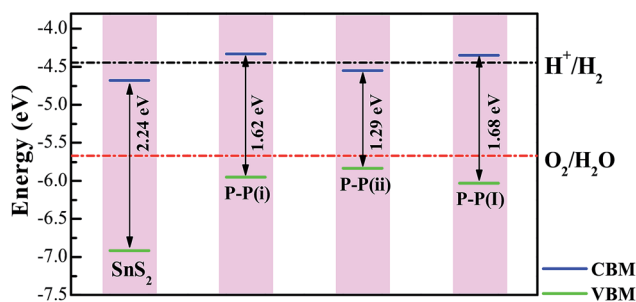 Energy (eV)
-4.0
-4.5
-5.0
-5.5
-6.0
-6.5
-7.0
-7.5
2.24 eV
1.62 eV
1.29 eV
1.68 eV
SnS₂
P-P(i)
P-P(ii)
P-P(I)
H⁺/H₂
O₂/H₂O
CBM
VBM